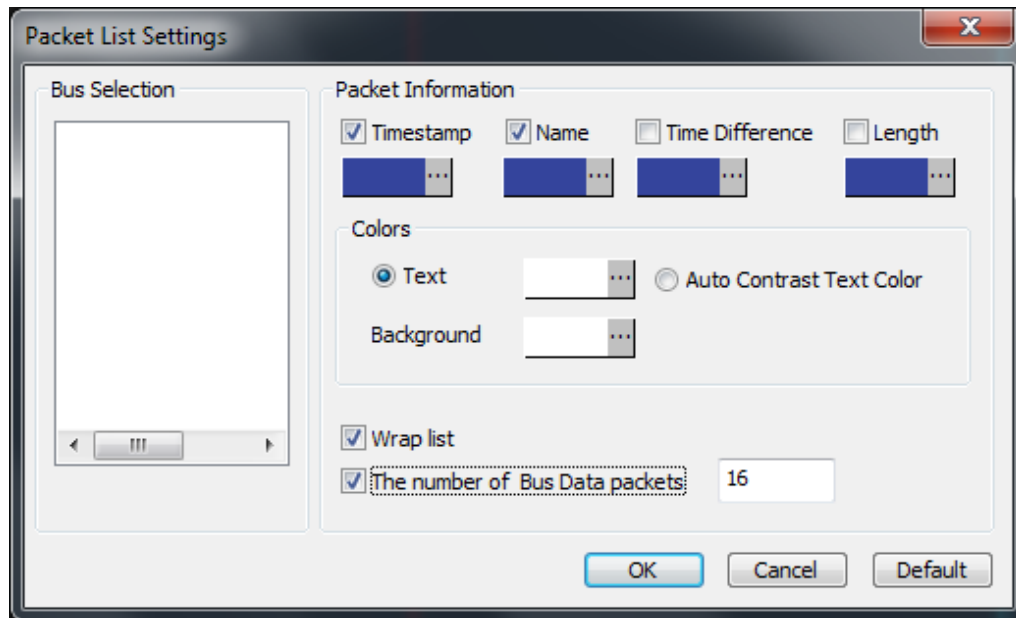 Packet List Settings
Bus Selection
Packet Information
Timestamp Name Time Difference Length
... ... ... ...
Colors
Text ... Auto Contrast Text Color
Background ...
Wrap list
The number of Bus Data packets 16
OK Cancel Default